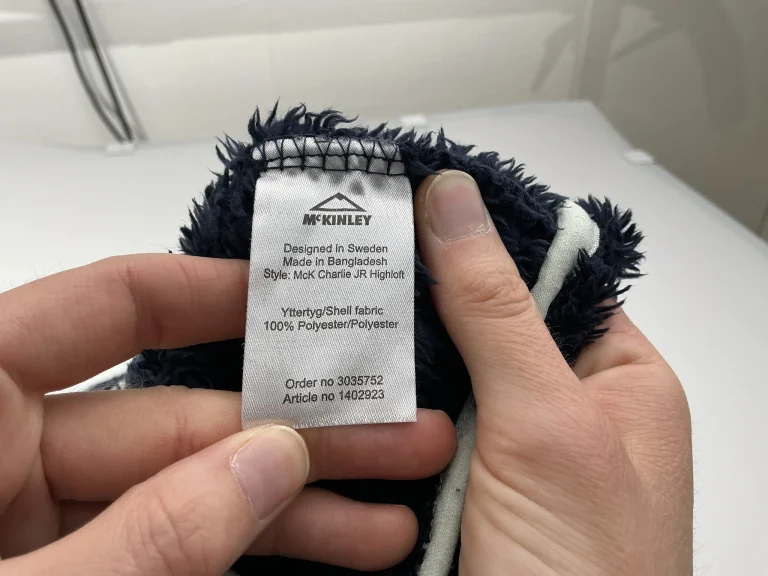 McKINLEY
Designed in Sweden
Made in Bangladesh
Style: McK Charlie JR Highloft
Yttertyg/Shell fabric
100% Polyester/Polyester
Order no 3035752
Article no 1402923